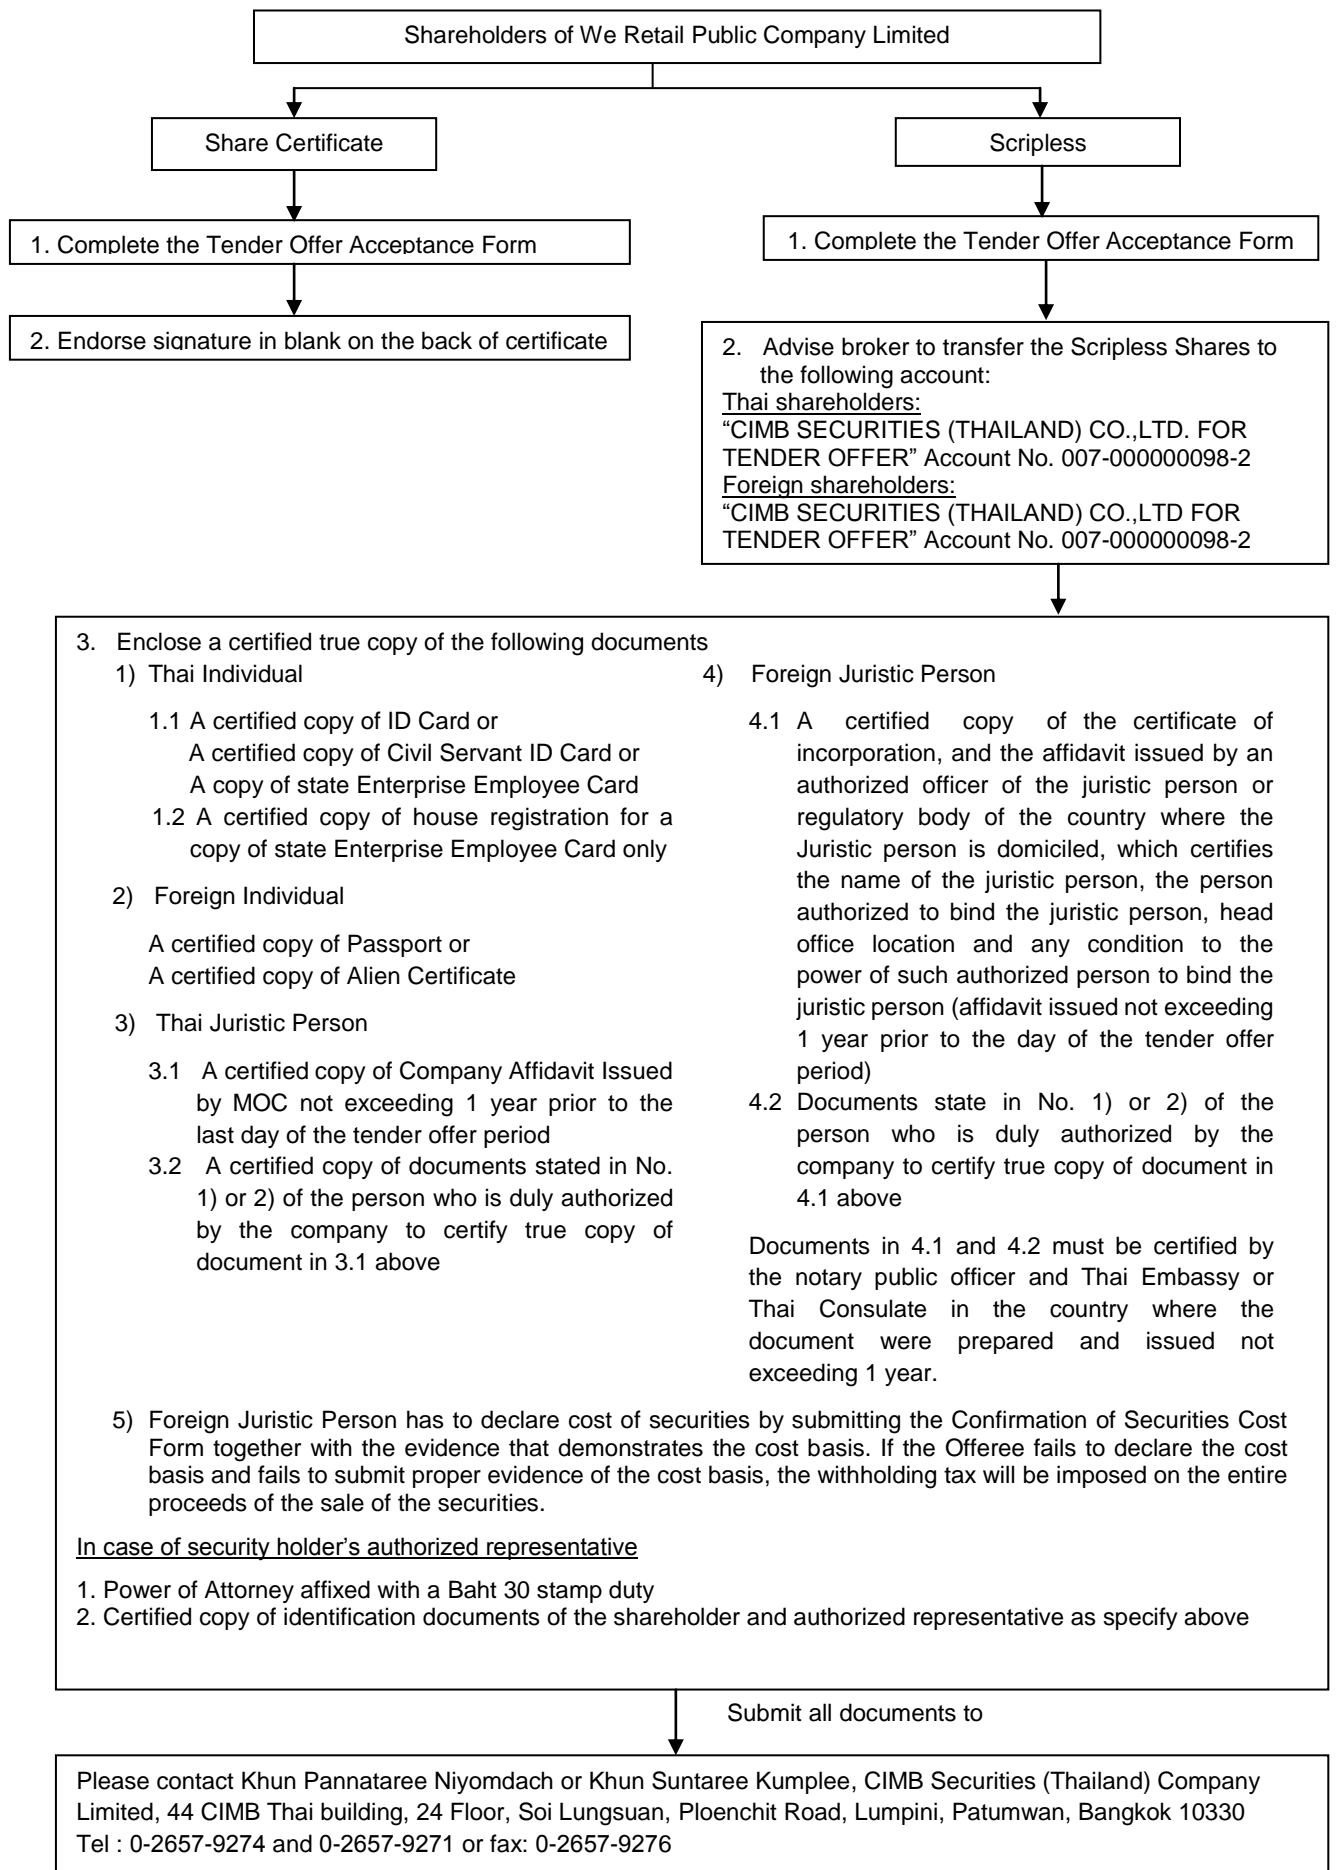 Shareholders of We Retail Public Company Limited
Share Certificate
Scripless
1. Complete the Tender Offer Acceptance Form
1. Complete the Tender Offer Acceptance Form
2. Endorse signature in blank on the back of certificate
2. Advise broker to transfer the Scripless Shares to
the following account:
Thai shareholders:
“CIMB SECURITIES (THAILAND) CO.,LTD. FOR
TENDER OFFER” Account No. 007-000000098-2
Foreign shareholders:
“CIMB SECURITIES (THAILAND) CO.,LTD FOR
TENDER OFFER” Account No. 007-000000098-2
3. Enclose a certified true copy of the following documents
1) Thai Individual
1.1 A certified copy of ID Card or
A certified copy of Civil Servant ID Card or
A copy of state Enterprise Employee Card
1.2 A certified copy of house registration for a
copy of state Enterprise Employee Card only
2) Foreign Individual
A certified copy of Passport or
A certified copy of Alien Certificate
3) Thai Juristic Person
3.1 A certified copy of Company Affidavit Issued
by MOC not exceeding 1 year prior to the
last day of the tender offer period
3.2 A certified copy of documents stated in No.
1) or 2) of the person who is duly authorized
by the company to certify true copy of
document in 3.1 above
4) Foreign Juristic Person
4.1 A certified copy of the certificate of
incorporation, and the affidavit issued by an
authorized officer of the juristic person or
regulatory body of the country where the
Juristic person is domiciled, which certifies
the name of the juristic person, the person
authorized to bind the juristic person, head
office location and any condition to the
power of such authorized person to bind the
juristic person (affidavit issued not exceeding
1 year prior to the day of the tender offer
period)
4.2 Documents state in No. 1) or 2) of the
person who is duly authorized by the
company to certify true copy of document in
4.1 above
Documents in 4.1 and 4.2 must be certified by
the notary public officer and Thai Embassy or
Thai Consulate in the country where the
document were prepared and issued not
exceeding 1 year.
5) Foreign Juristic Person has to declare cost of securities by submitting the Confirmation of Securities Cost
Form together with the evidence that demonstrates the cost basis. If the Offeree fails to declare the cost
basis and fails to submit proper evidence of the cost basis, the withholding tax will be imposed on the entire
proceeds of the sale of the securities.
In case of security holder’s authorized representative
1. Power of Attorney affixed with a Baht 30 stamp duty
2. Certified copy of identification documents of the shareholder and authorized representative as specify above
Submit all documents to
Please contact Khun Pannataree Niyomdach or Khun Suntaree Kumplee, CIMB Securities (Thailand) Company
Limited, 44 CIMB Thai building, 24 Floor, Soi Lungsuan, Ploenchit Road, Lumpini, Patumwan, Bangkok 10330
Tel : 0-2657-9274 and 0-2657-9271 or fax: 0-2657-9276